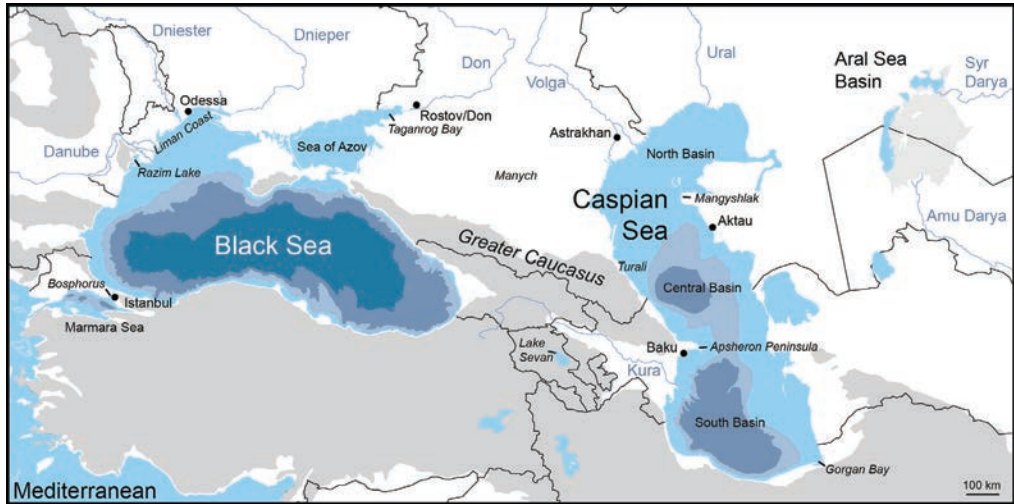 Dniester
Dnieper
Don
Ural
Volga
Aral Sea
Basin
Syr
Darya
Odessa
Liman Coast
Rostov/Don
Taganrog Bay
Astrakhan
Danube
Sea of Azov
North Basin
Razim Lake
Manych
Mangyshlak
Caspian
Sea
Aktau
Amu Darya
Black Sea
Greater Caucasus
Turali
Central Basin
Bosphorus
Istanbul
Marmara Sea
Lake
Sevan
Baku
Apsheron Peninsula
Kura
South Basin
Gorgan Bay
Mediterranean
100 km